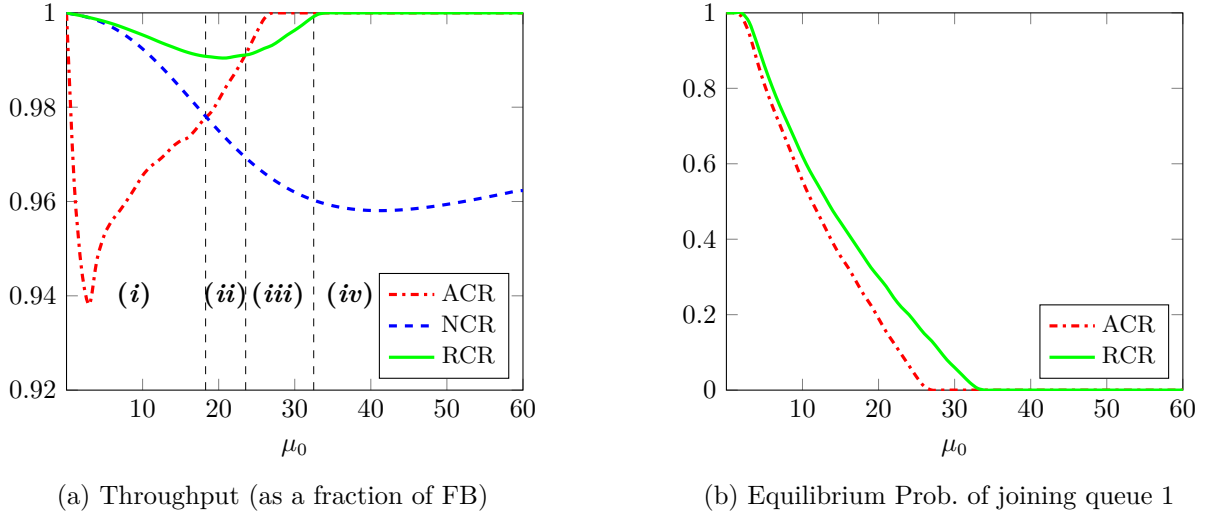 1
0.98
0.96
0.94
0.92
(i) (ii) (iii) (iv)
ACR
NCR
RCR
10 20 30 40 50 60
μ0
(a) Throughput (as a fraction of FB)
1
0.8
0.6
0.4
0.2
0
ACR
RCR
10 20 30 40 50 60
μ0
(b) Equilibrium Prob. of joining queue 1